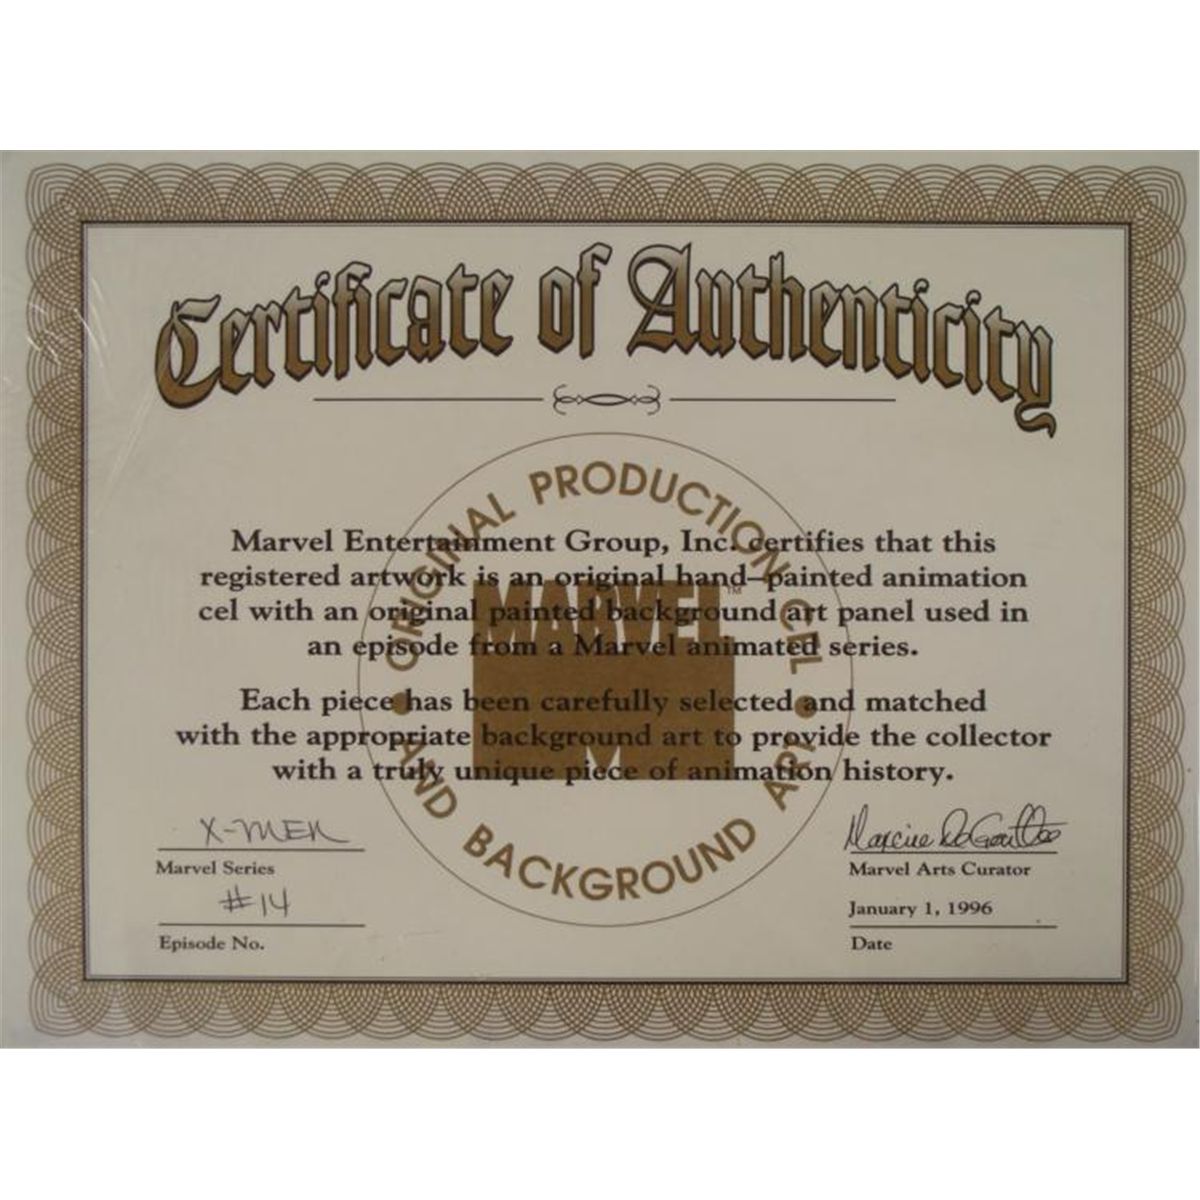 Certificate of Authenticity
ORIGINAL PRODUCTION CEL
Marvel Entertainment Group, Inc. certifies that this
registered artwork is an original hand–painted animation
cel with an original painted background art panel used in
an episode from a Marvel animated series.
MARVEL™
Each piece has been carefully selected and matched
with the appropriate background art to provide the collector
with a truly unique piece of animation history.
• AND BACKGROUND ART •
X-MEN
Marvel Series
#14
Episode No.
Marvel Arts Curator
January 1, 1996
Date